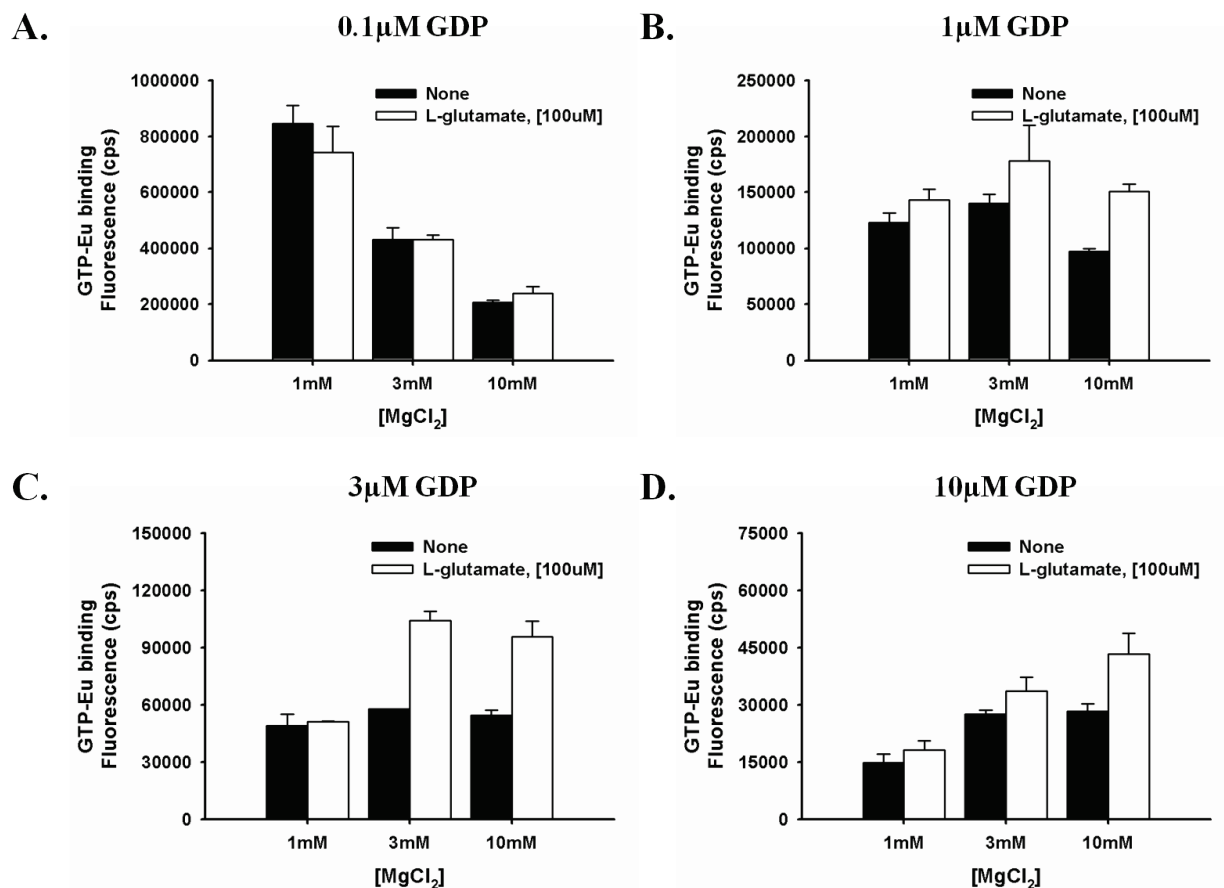 A.
0.1µM GDP
None
L-glutamate, [100uM]
GTP-Eu binding
Fluorescence (cps)
1000000
800000
600000
400000
200000
0
1mM
3mM
10mM
[MgCl₂]
B.
1µM GDP
None
L-glutamate, [100uM]
GTP-Eu binding
Fluorescence (cps)
250000
200000
150000
100000
50000
0
1mM
3mM
10mM
[MgCl₂]
C.
3µM GDP
None
L-glutamate, [100uM]
GTP-Eu binding
Fluorescence (cps)
150000
120000
90000
60000
30000
0
1mM
3mM
10mM
[MgCl₂]
D.
10µM GDP
None
L-glutamate, [100uM]
GTP-Eu binding
Fluorescence (cps)
75000
60000
45000
30000
15000
0
1mM
3mM
10mM
[MgCl₂]